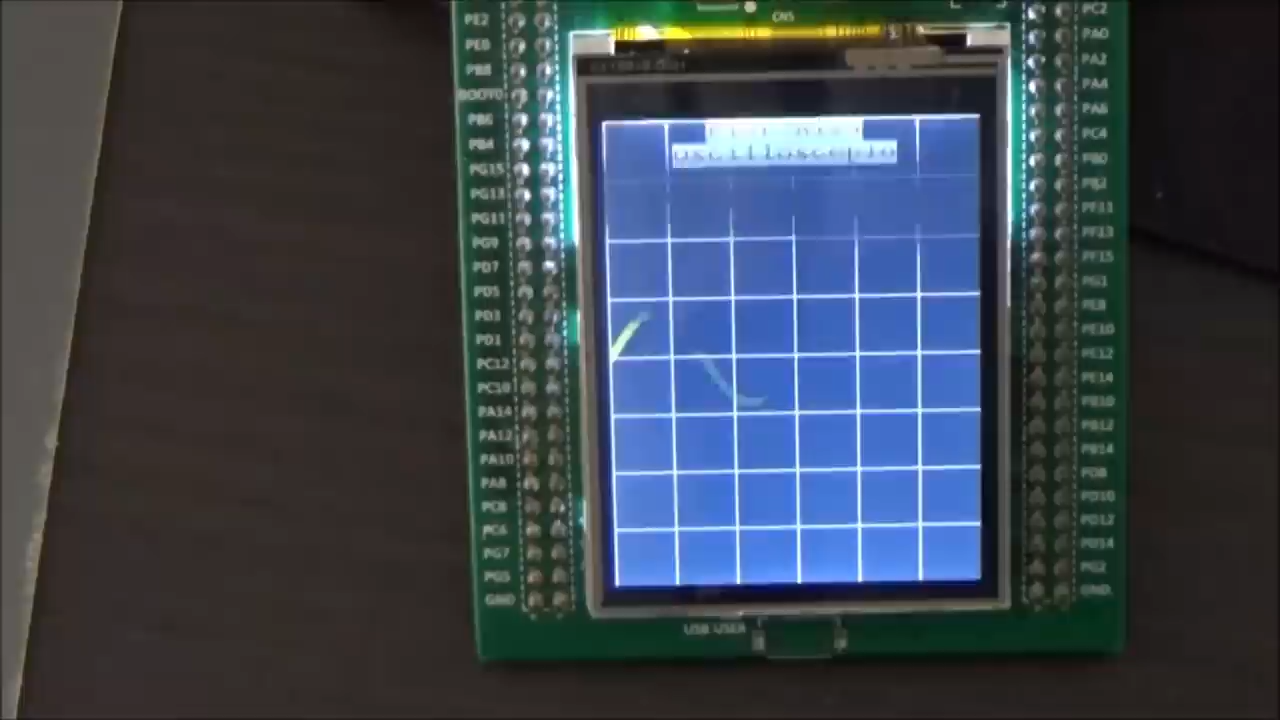 CN5
PE2
PE6
PB8
BOOT0
PB6
PB4
PG15
PG13
PG11
PG9
PD7
PD5
PD3
PD1
PC12
PC10
PA14
PA12
PA10
PA8
PC8
PC6
PG7
PG5
GND
oscilloscopio
PC2
PA0
PA2
PA4
PA6
PC4
PB0
PB2
PF11
PF13
PF15
PG1
PE8
PE10
PE12
PE14
PB10
PB12
PB14
PD8
PD10
PD12
PD14
PG2
GND
USB USER